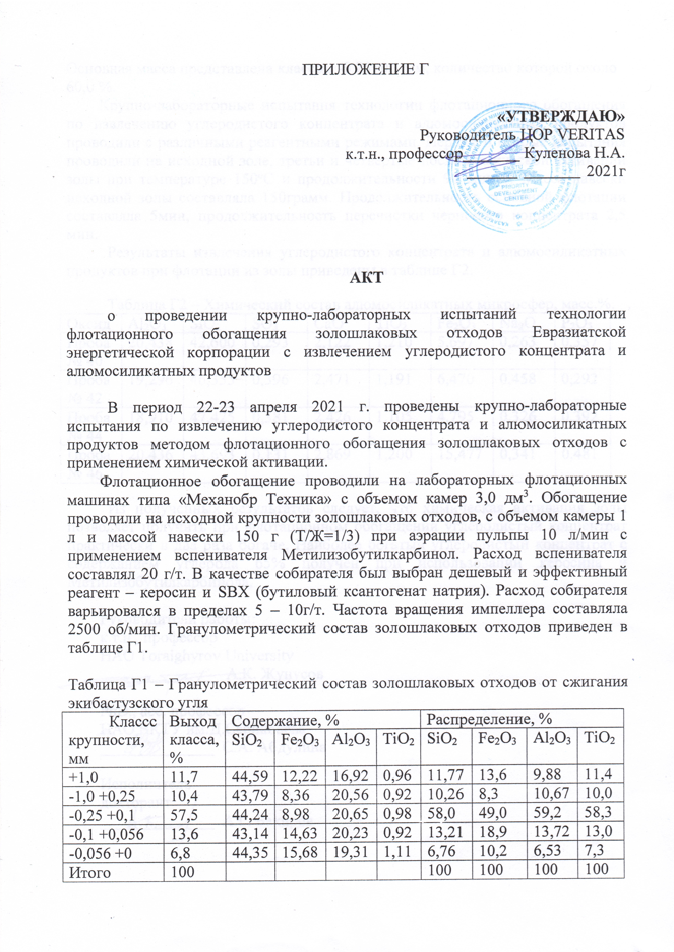 ПРИЛОЖЕНИЕ Г
«УТВЕРЖДАЮ»
Руководитель ЦОР VERITAS
к.т.н., профессор Куленова Н.А.
2021г
АКТ
о проведении крупно-лабораторных испытаний технологии
флотационного обогащения золошлаковых отходов Евразиатской
энергетической корпорации с извлечением углеродистого концентрата и
алюмосиликатных продуктов
В период 22-23 апреля 2021 г. проведены крупно-лабораторные
испытания по извлечению углеродистого концентрата и алюмосиликатных
продуктов методом флотационного обогащения золошлаковых отходов с
применением химической активации.
Флотационное обогащение проводили на лабораторных флотационных
машинах типа «Механобр Техника» с объемом камер 3,0 дм³. Обогащение
проводили на исходной крупности золошлаковых отходов, с объемом камеры 1
л и массой навески 150 г (Т/Ж=1/3) при аэрации пульпы 10 л/мин с
применением вспенивателя Метилизобутилкарбинол. Расход вспенивателя
составлял 20 г/т. В качестве собирателя был выбран дешевый и эффективный
реагент – керосин и SBX (бутиловый ксантогенат натрия). Расход собирателя
варьировался в пределах 5 – 10г/т. Частота вращения импеллера составляла
2500 об/мин. Гранулометрический состав золошлаковых отходов приведен в
таблице Г1.
Таблица Г1 – Гранулометрический состав золошлаковых отходов от сжигания
экибастузского угля
Классс Выход Содержание, % Распределение, %
крупности, класса, SiO₂ Fe₂O₃ Al₂O₃ TiO₂ SiO₂ Fe₂O₃ Al₂O₃ TiO₂
мм %
+1,0 11,7 44,59 12,22 16,92 0,96 11,77 13,6 9,88 11,4
-1,0 +0,25 10,4 43,79 8,36 20,56 0,92 10,26 8,3 10,67 10,0
-0,25 +0,1 57,5 44,24 8,98 20,65 0,98 58,0 49,0 59,2 58,3
-0,1 +0,056 13,6 43,14 14,63 20,23 0,92 13,21 18,9 13,72 13,0
-0,056 +0 6,8 44,35 15,68 19,31 1,11 6,76 10,2 6,53 7,3
Итого 100 100 100 100 100